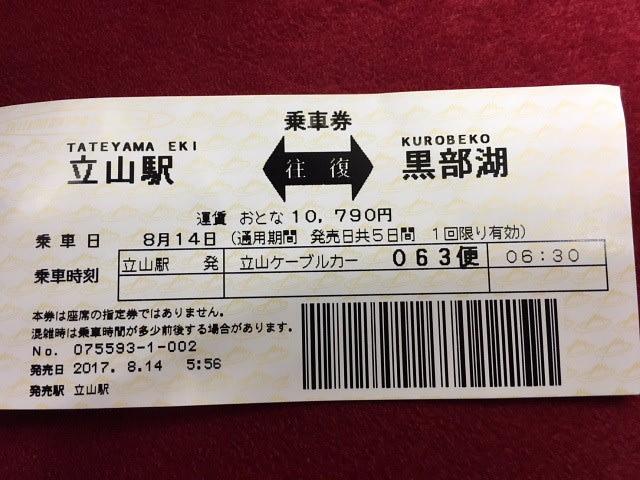 乗車券
TATEYAMA EKI
立山駅
往復
KUROBEKO
黒部湖
運賃 おとな10,790円
乗車日 8月14日 (通用期間 発売日共5日間 1回限り有効)
乗車時刻 立山駅 発 立山ケーブルカー 063便 06:30
本券は座席の指定券ではありません。
混雑時は乗車時間が多少前後する場合があります。
No. 075593-1-002
発売日 2017. 8.14 5:56
発売駅 立山駅